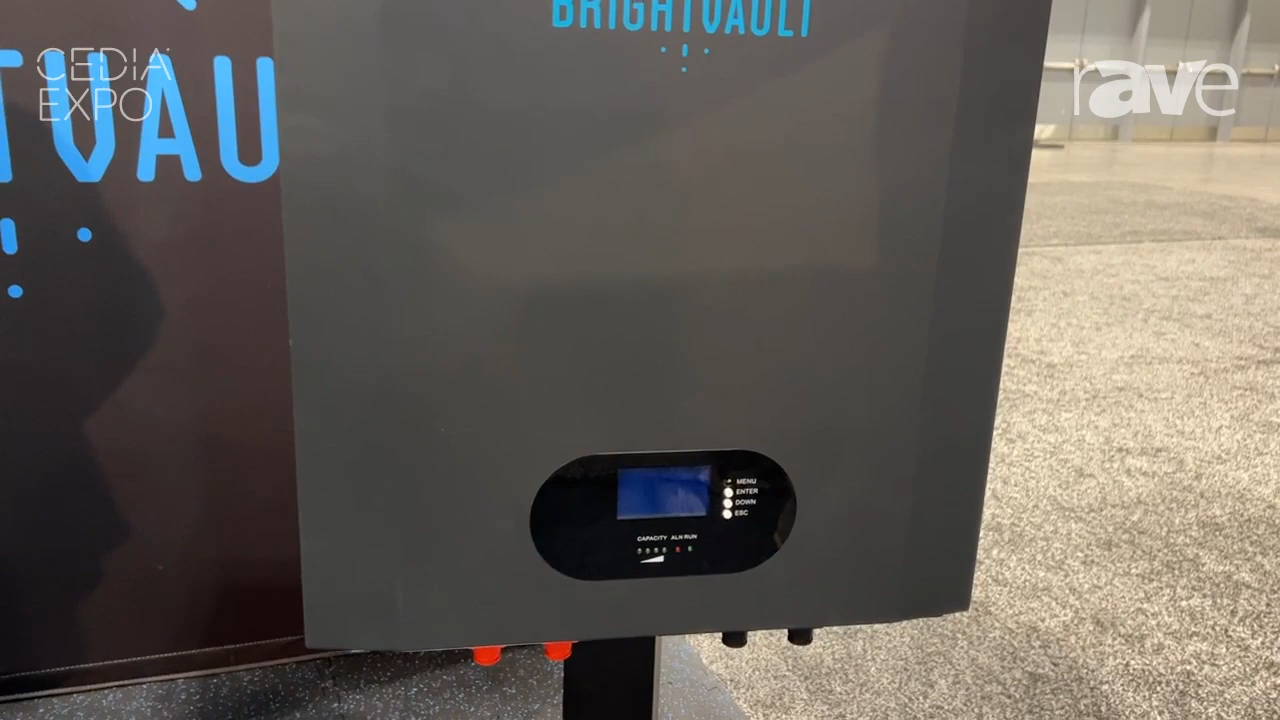 BRIGHTVAULT
CEDIA
EXPO
rave
TVAU
MENU
ENTER
DOWN
ESC
CAPACITY ALN RUN